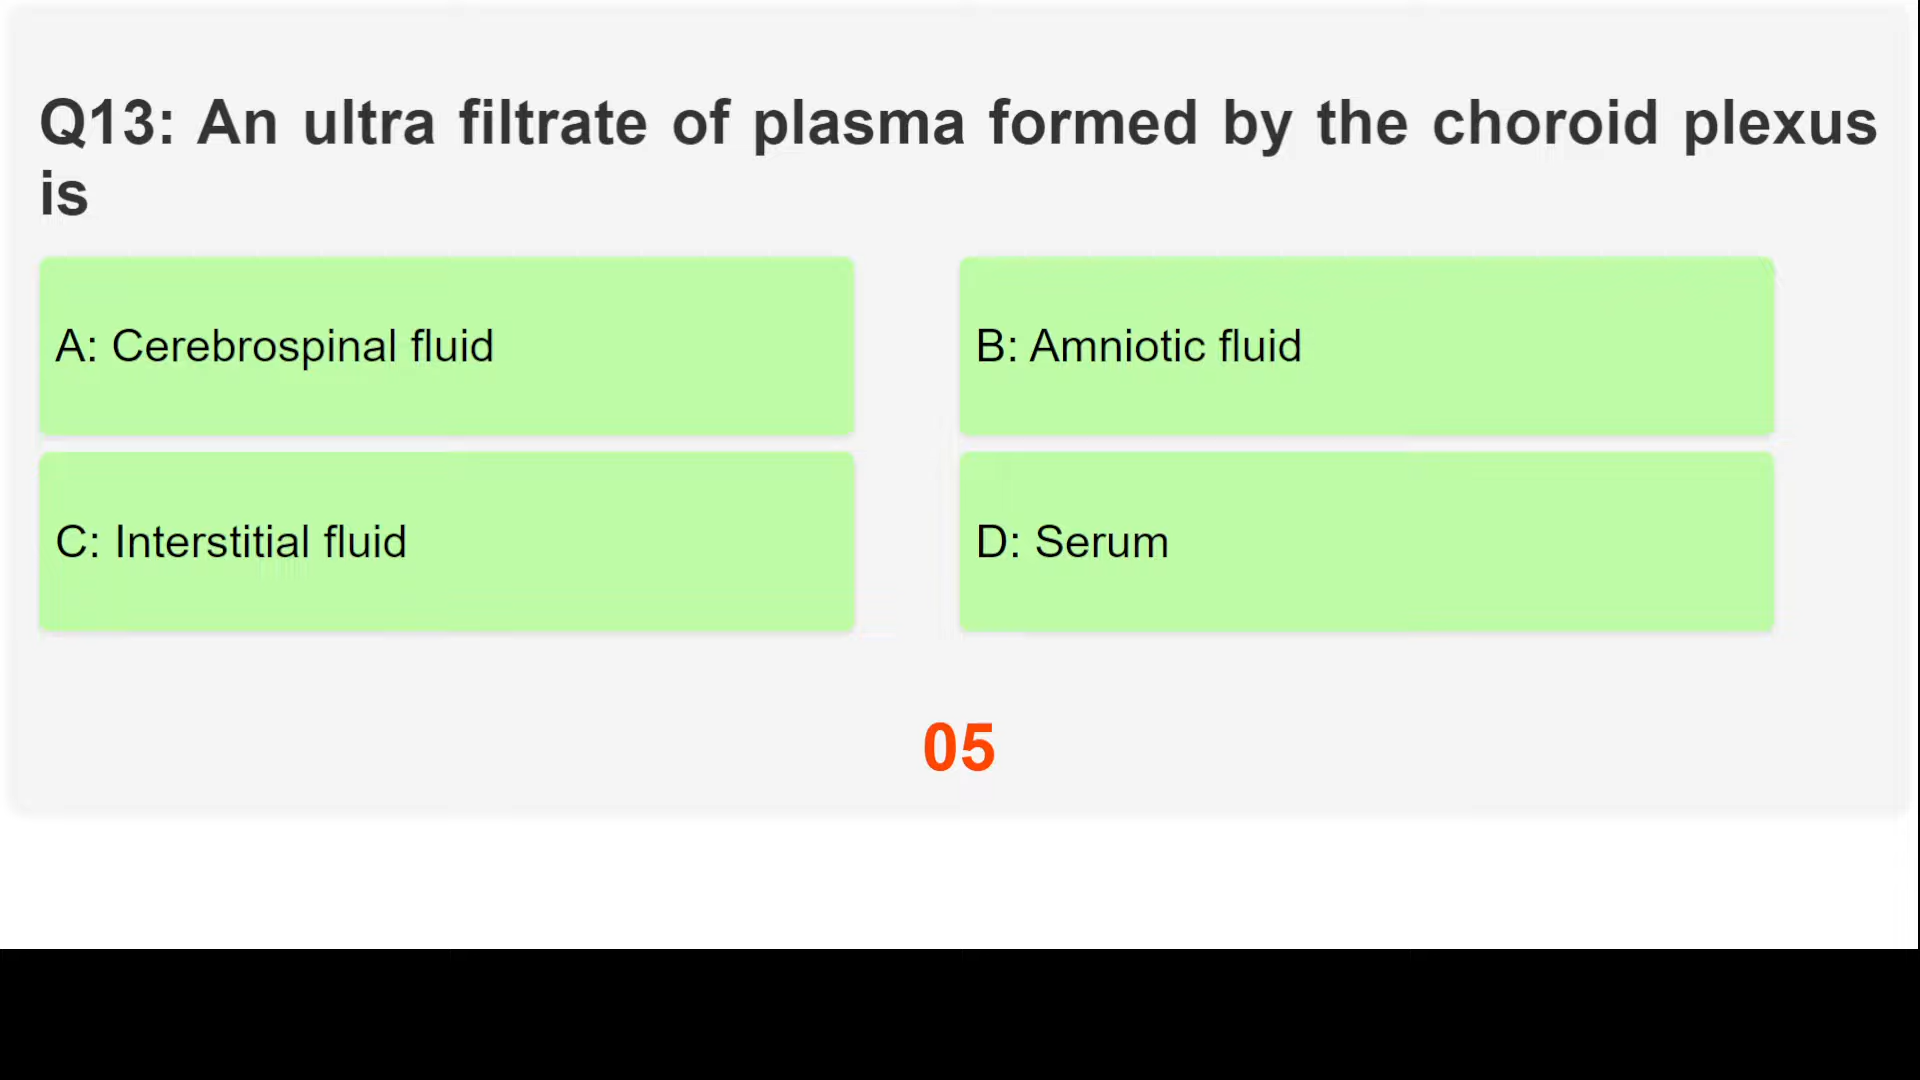 Q13: An ultra filtrate of plasma formed by the choroid plexus
is
A: Cerebrospinal fluid
B: Amniotic fluid
C: Interstitial fluid
D: Serum
05